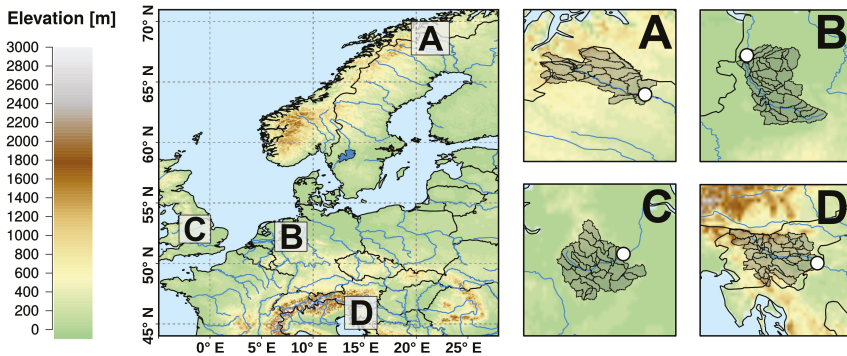 Elevation [m]
3000
2800
2600
2400
2200
2000
1800
1600
1400
1200
1000
800
600
400
200
0
70° N
65° N
60° N
55° N
50° N
45° N
0° E
5° E
10° E
15° E
20° E
25° E
A
B
C
D
A
B
C
D